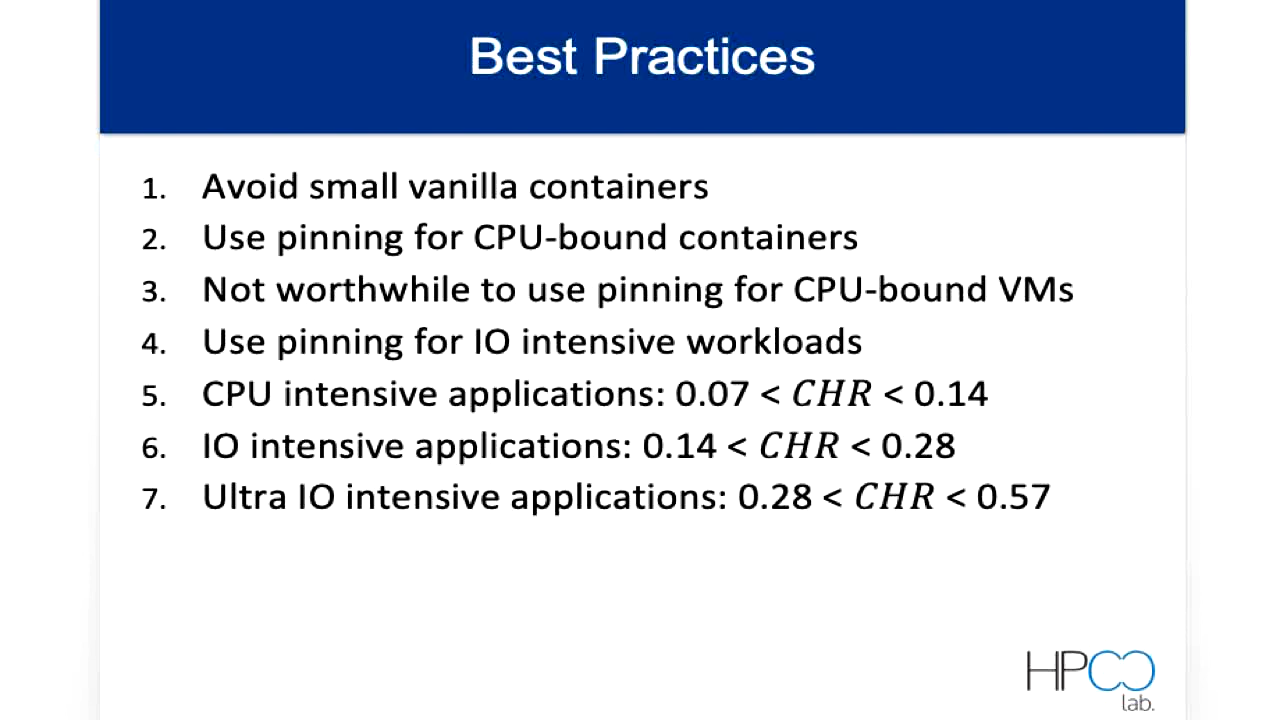 Best Practices
1. Avoid small vanilla containers
2. Use pinning for CPU-bound containers
3. Not worthwhile to use pinning for CPU-bound VMs
4. Use pinning for IO intensive workloads
5. CPU intensive applications: 0.07 < CHR < 0.14
6. IO intensive applications: 0.14 < CHR < 0.28
7. Ultra IO intensive applications: 0.28 < CHR < 0.57
HPCC
lab.